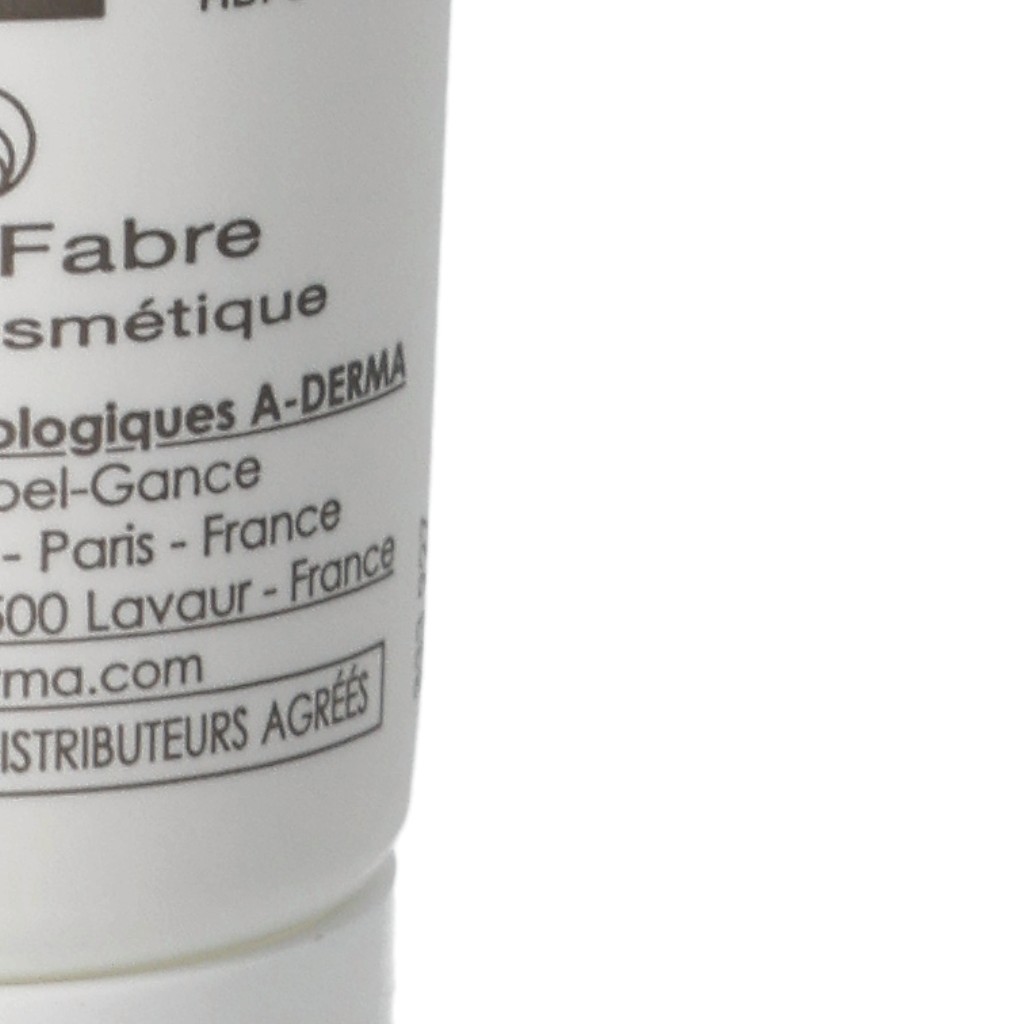 Fabre
smétique
ologiques A-DERMA
bel-Gance
- Paris - France
500 Lavaur - France
rma.com
ISTRIBUTEURS AGRÉÉS